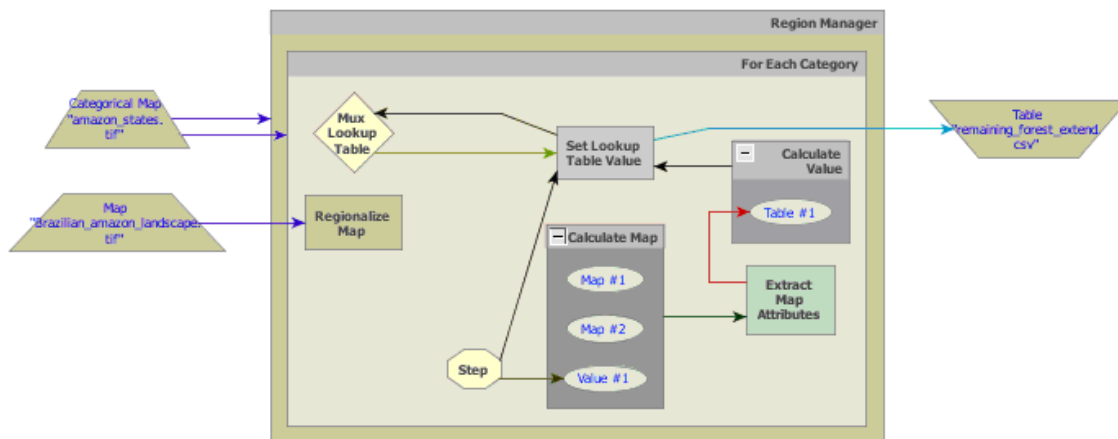 Region Manager
For Each Category
Categorical Map
"amazon_states.
tif"
Mux
Lookup
Table
Set Lookup
Table Value
Table
"remaining_forest_extend.
csv"
Calculate
Value
Table #1
Map
"Brazilian_amazon_landscape.
tif"
Regionalize
Map
Calculate Map
Map #1
Map #2
Value #1
Extract
Map
Attributes
Step